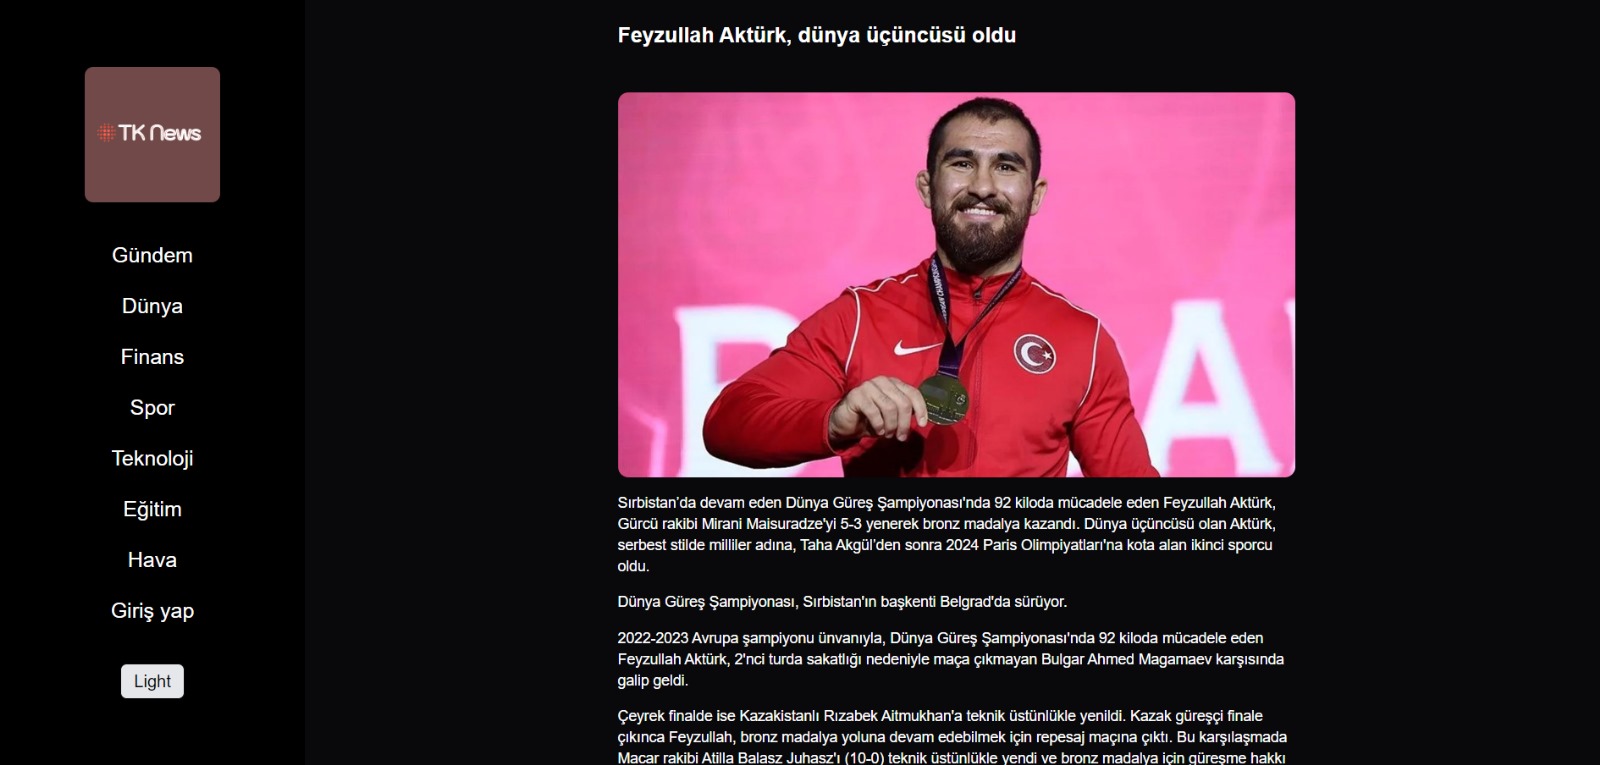 TK News
Gündem
Dünya
Finans
Spor
Teknoloji
Eğitim
Hava
Giriş yap
Light
Feyzullah Aktürk, dünya üçüncüsü oldu
Sırbistan’da devam eden Dünya Güreş Şampiyonası'nda 92 kiloda mücadele eden Feyzullah Aktürk,
Gürcü rakibi Mirani Maisuradze'yi 5-3 yenerek bronz madalya kazandı. Dünya üçüncüsü olan Aktürk,
serbest stilde milliler adına, Taha Akgül’den sonra 2024 Paris Olimpiyatları'na kota alan ikinci sporcu
oldu.
Dünya Güreş Şampiyonası, Sırbistan'ın başkenti Belgrad'da sürüyor.
2022-2023 Avrupa şampiyonu ünvanıyla, Dünya Güreş Şampiyonası'nda 92 kiloda mücadele eden
Feyzullah Aktürk, 2'nci turda sakatlığı nedeniyle maça çıkmayan Bulgar Ahmed Magamaev karşısında
galip geldi.
Çeyrek finalde ise Kazakistanlı Rızabek Aitmukhan'a teknik üstünlükle yenildi. Kazak güreşçi finale
çıkınca Feyzullah, bronz madalya yoluna devam edebilmek için repesaj maçına çıktı. Bu karşılaşmada
Macar rakibi Atilla Balasz Juhasz'ı (10-0) teknik üstünlükle yendi ve bronz madalya için güreşme hakkı